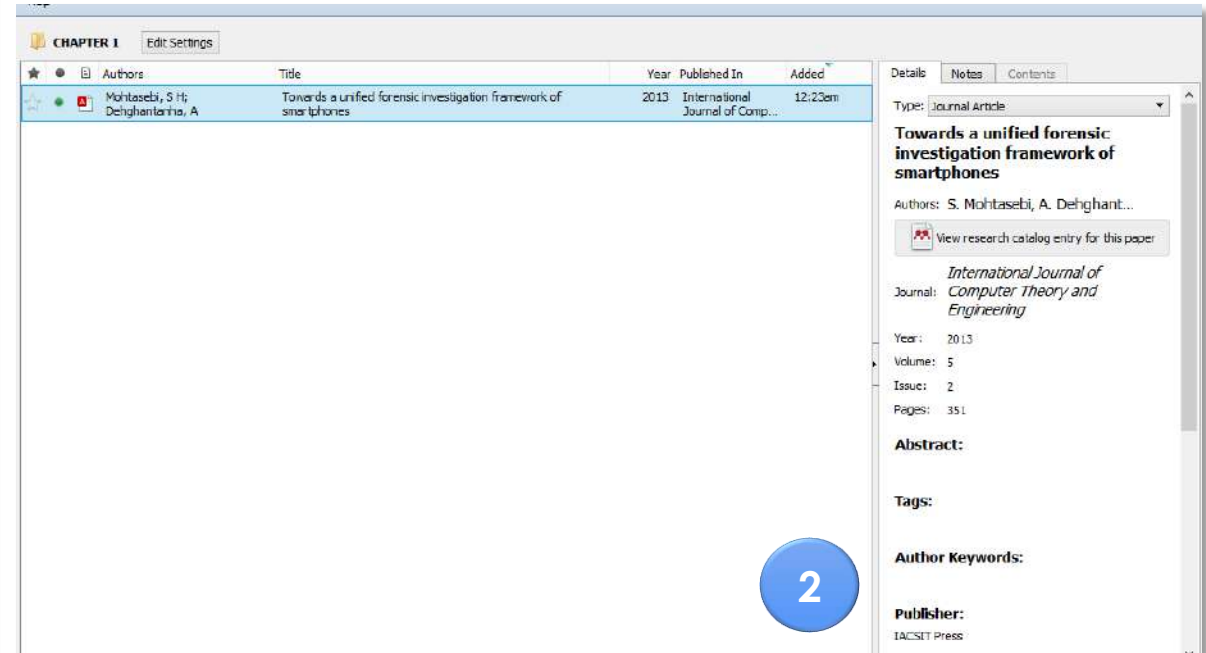 CHAPTER 1 Edit Settings
Authors Title Year Published In Added
Mohtasebi, S H; Towards a unified forensic investigation framework of 2013 International 12:23am
Dehghantanha, A smartphones Journal of Comp...
Details Notes Contents
Type: Journal Article
Towards a unified forensic
investigation framework of
smartphones
Authors: S. Mohtasebi, A. Dehghant...
View research catalog entry for this paper
International Journal of
Journal: Computer Theory and
Engineering
Year: 2013
Volume: 5
Issue: 2
Pages: 351
Abstract:
Tags:
Author Keywords:
2
Publisher:
IACSIT Press